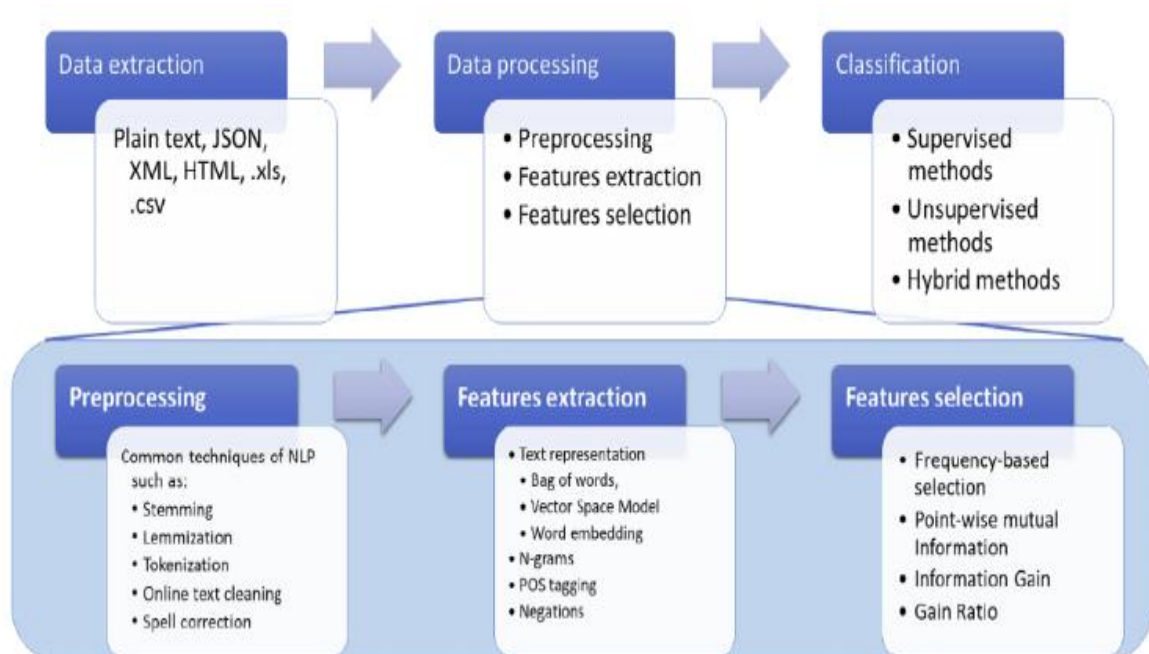 Data extraction
Plain text, JSON,
XML, HTML, .xls,
.csv
Data processing
• Preprocessing
• Features extraction
• Features selection
Classification
• Supervised
methods
• Unsupervised
methods
• Hybrid methods
Preprocessing
Common techniques of NLP
such as:
• Stemming
• Lemmization
• Tokenization
• Online text cleaning
• Spell correction
Features extraction
• Text representation
• Bag of words,
• Vector Space Model
• Word embedding
• N-grams
• POS tagging
• Negations
Features selection
• Frequency-based
selection
• Point-wise mutual
Information
• Information Gain
• Gain Ratio